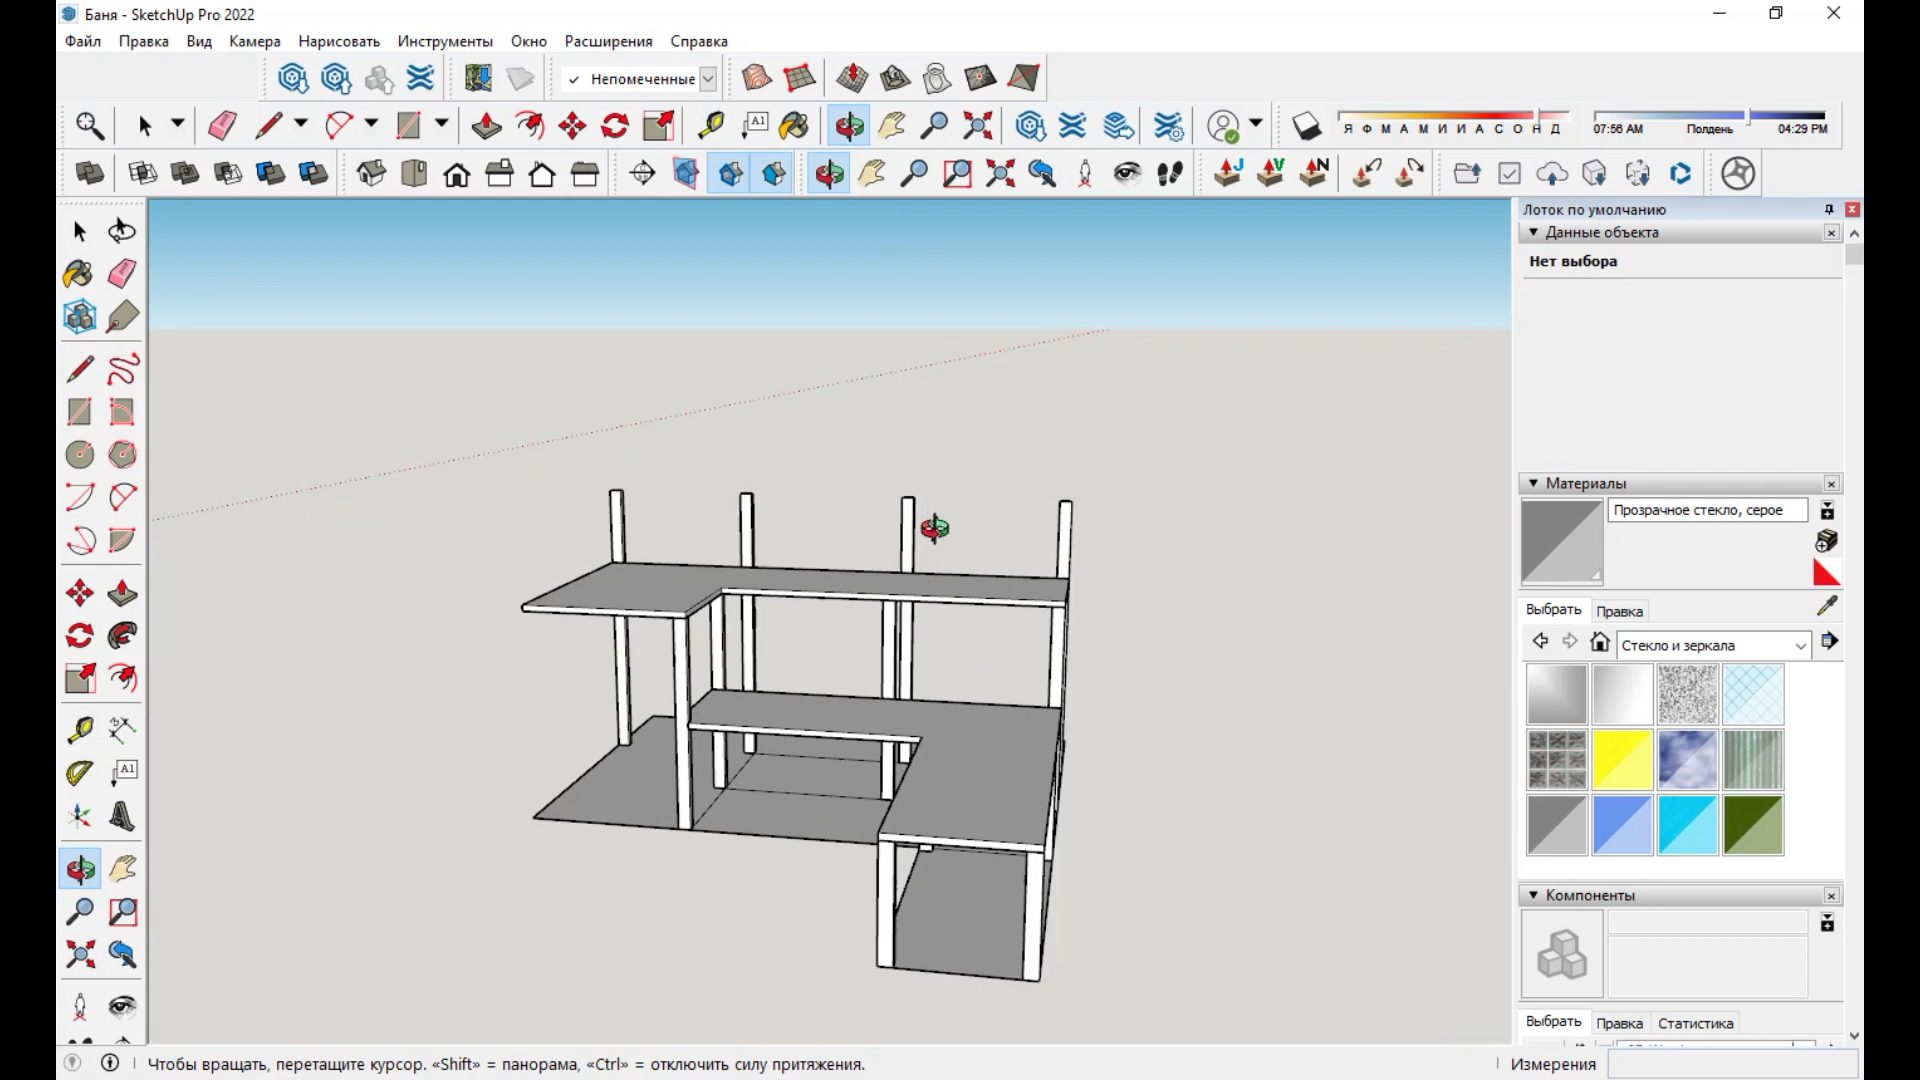 Баня - SketchUp Pro 2022
Файл Правка Вид Камера Нарисовать Инструменты Окно Расширения Справка
Непомеченные
A1
Я Ф М А М И И А С О Н Д
07:56 AM Полдень 04:29 PM
J V N
Лоток по умолчанию
Данные объекта
Нет выбора
Материалы
Прозрачное стекло, серое
Выбрать Правка
Стекло и зеркала
A1
Компоненты
Выбрать Правка Статистика
Чтобы вращать, перетащите курсор. «Shift» = панорама, «Ctrl» = отключить силу притяжения.
Измерения